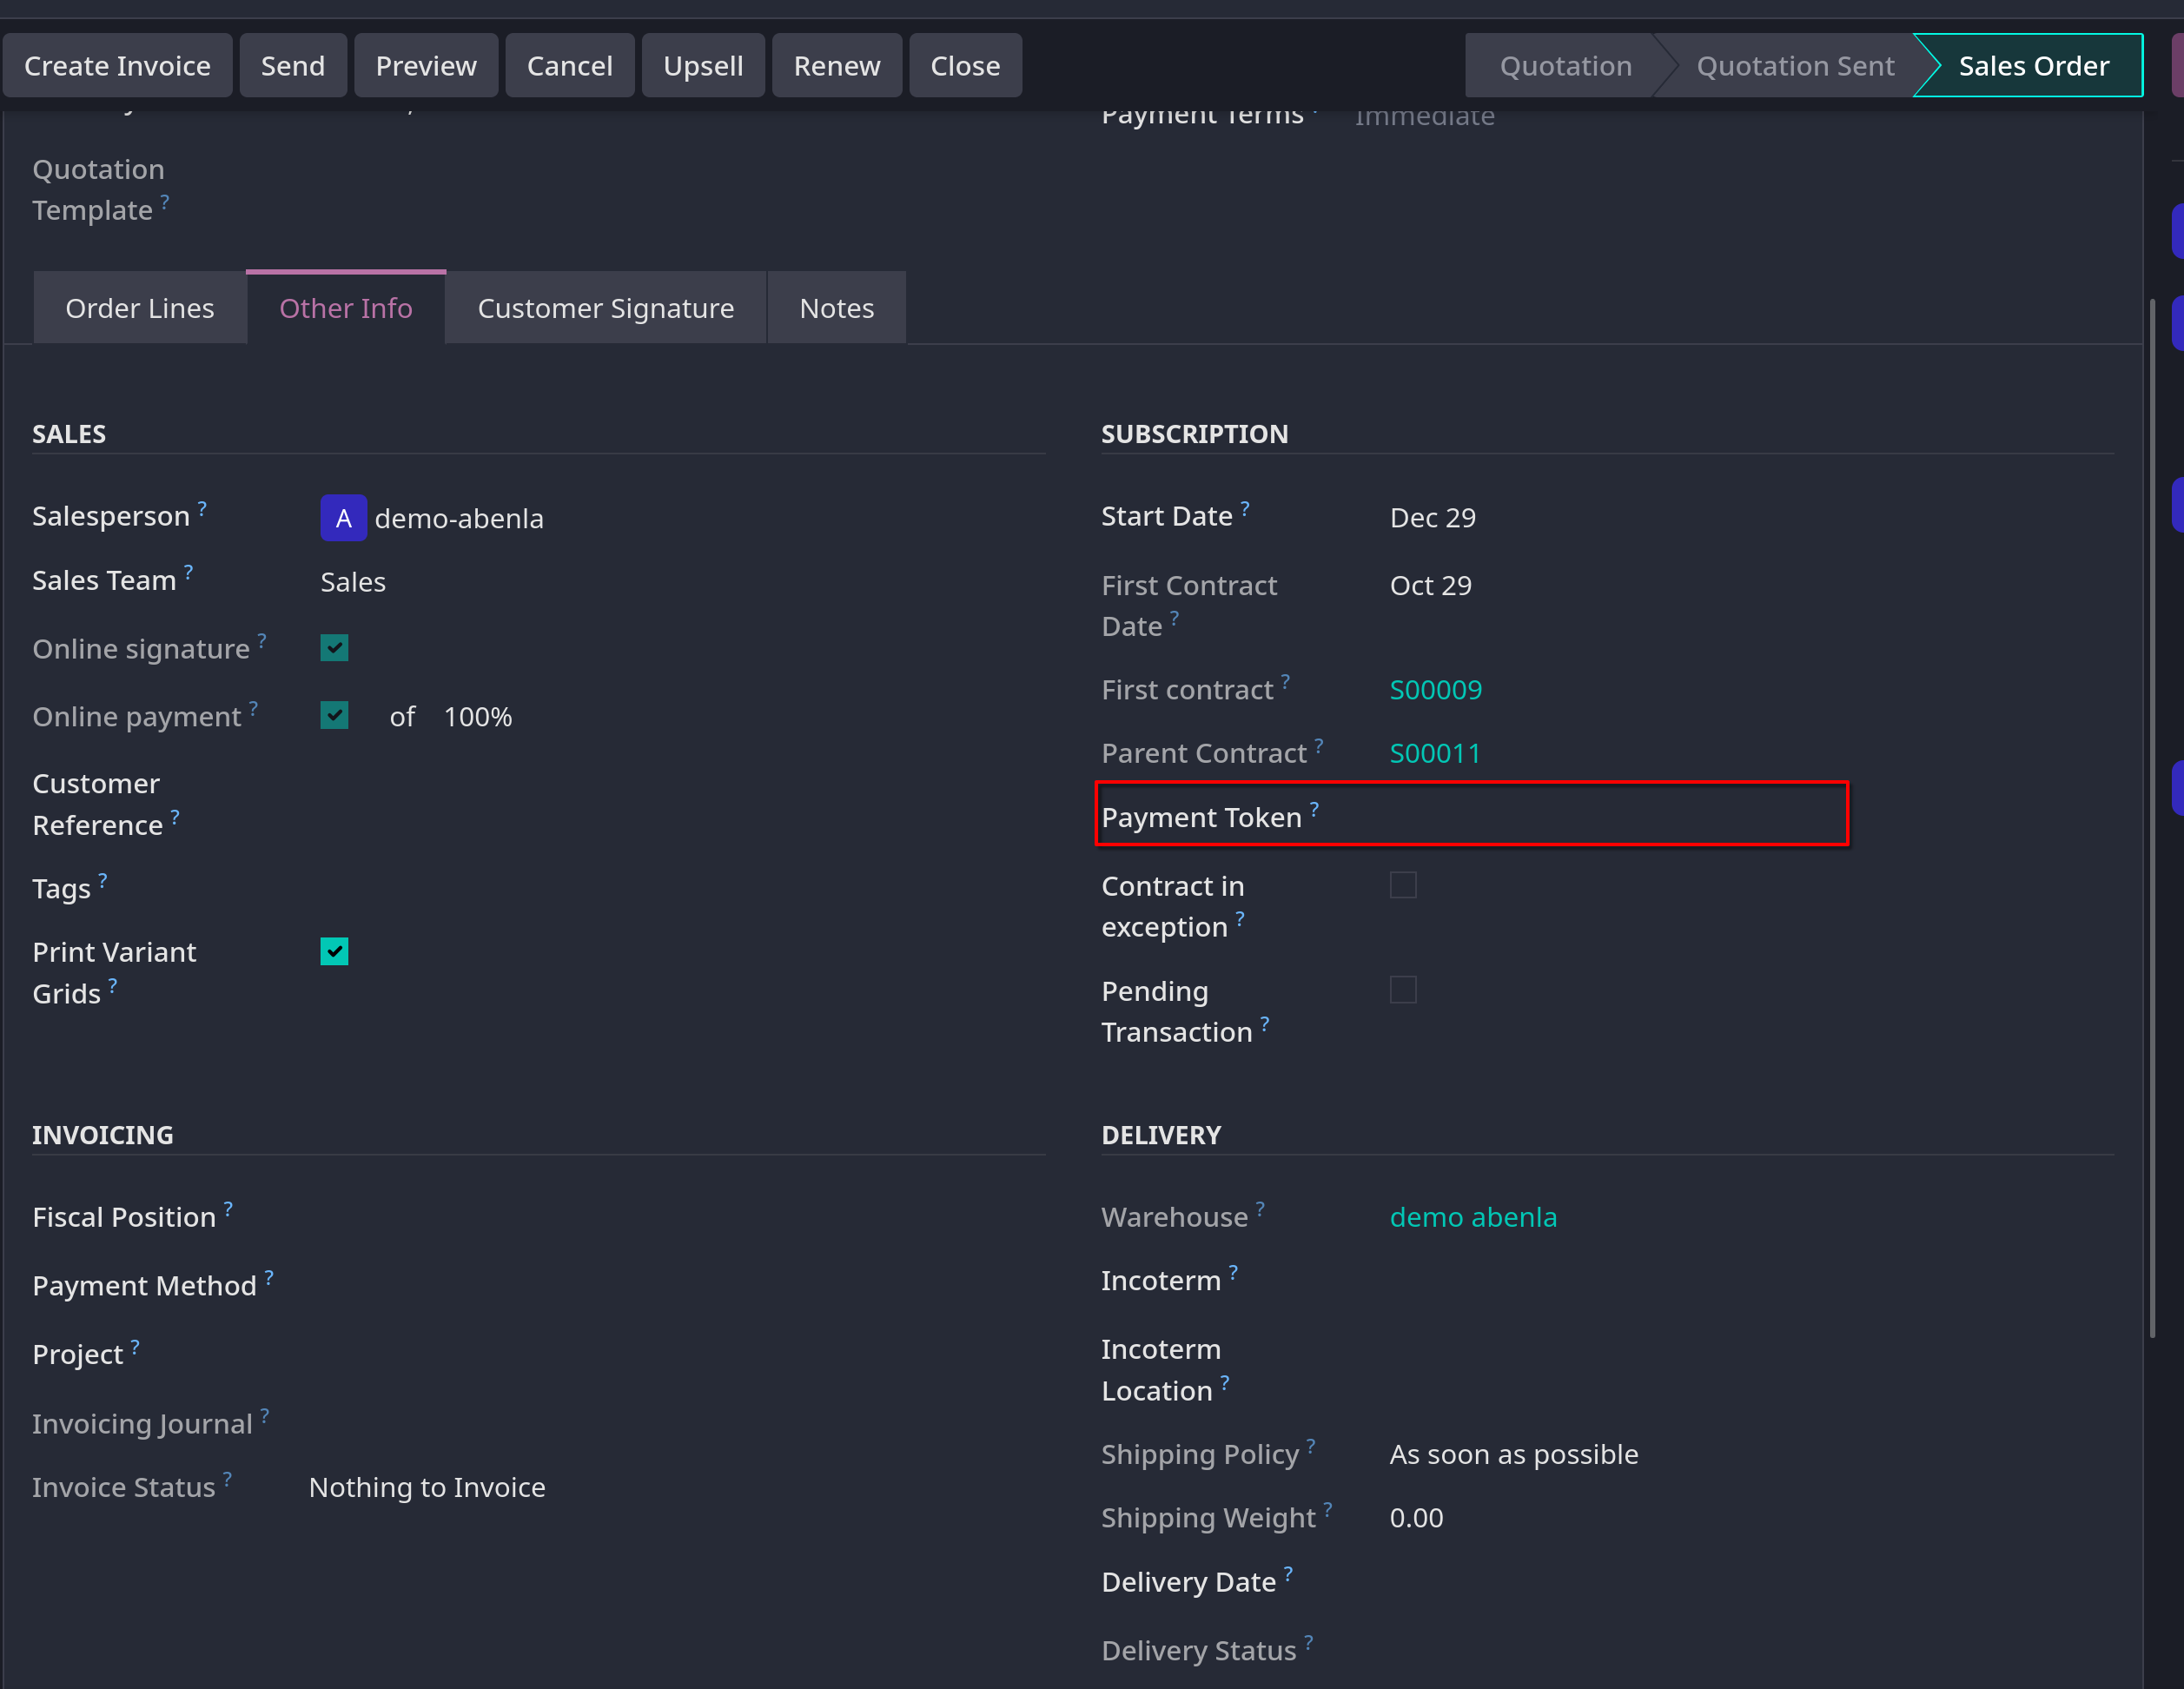 Create Invoice Send Preview Cancel Upsell Renew Close Quotation Quotation Sent Sales Order
Payment Terms ? Immediate
Quotation
Template ?
Order Lines Other Info Customer Signature Notes
SALES
Salesperson ? A demo-abenla
Sales Team ? Sales
Online signature ?
Online payment ? of 100%
Customer
Reference ?
Tags ?
Print Variant
Grids ?
SUBSCRIPTION
Start Date ? Dec 29
First Contract
Date ?
Oct 29
First contract ? S00009
Parent Contract ? S00011
Payment Token ?
Contract in
exception ?
Pending
Transaction ?
INVOICING
Fiscal Position ?
Payment Method ?
Project ?
Invoicing Journal ?
Invoice Status ? Nothing to Invoice
DELIVERY
Warehouse ? demo abenla
Incoterm ?
Incoterm
Location ?
Shipping Policy ? As soon as possible
Shipping Weight ? 0.00
Delivery Date ?
Delivery Status ?